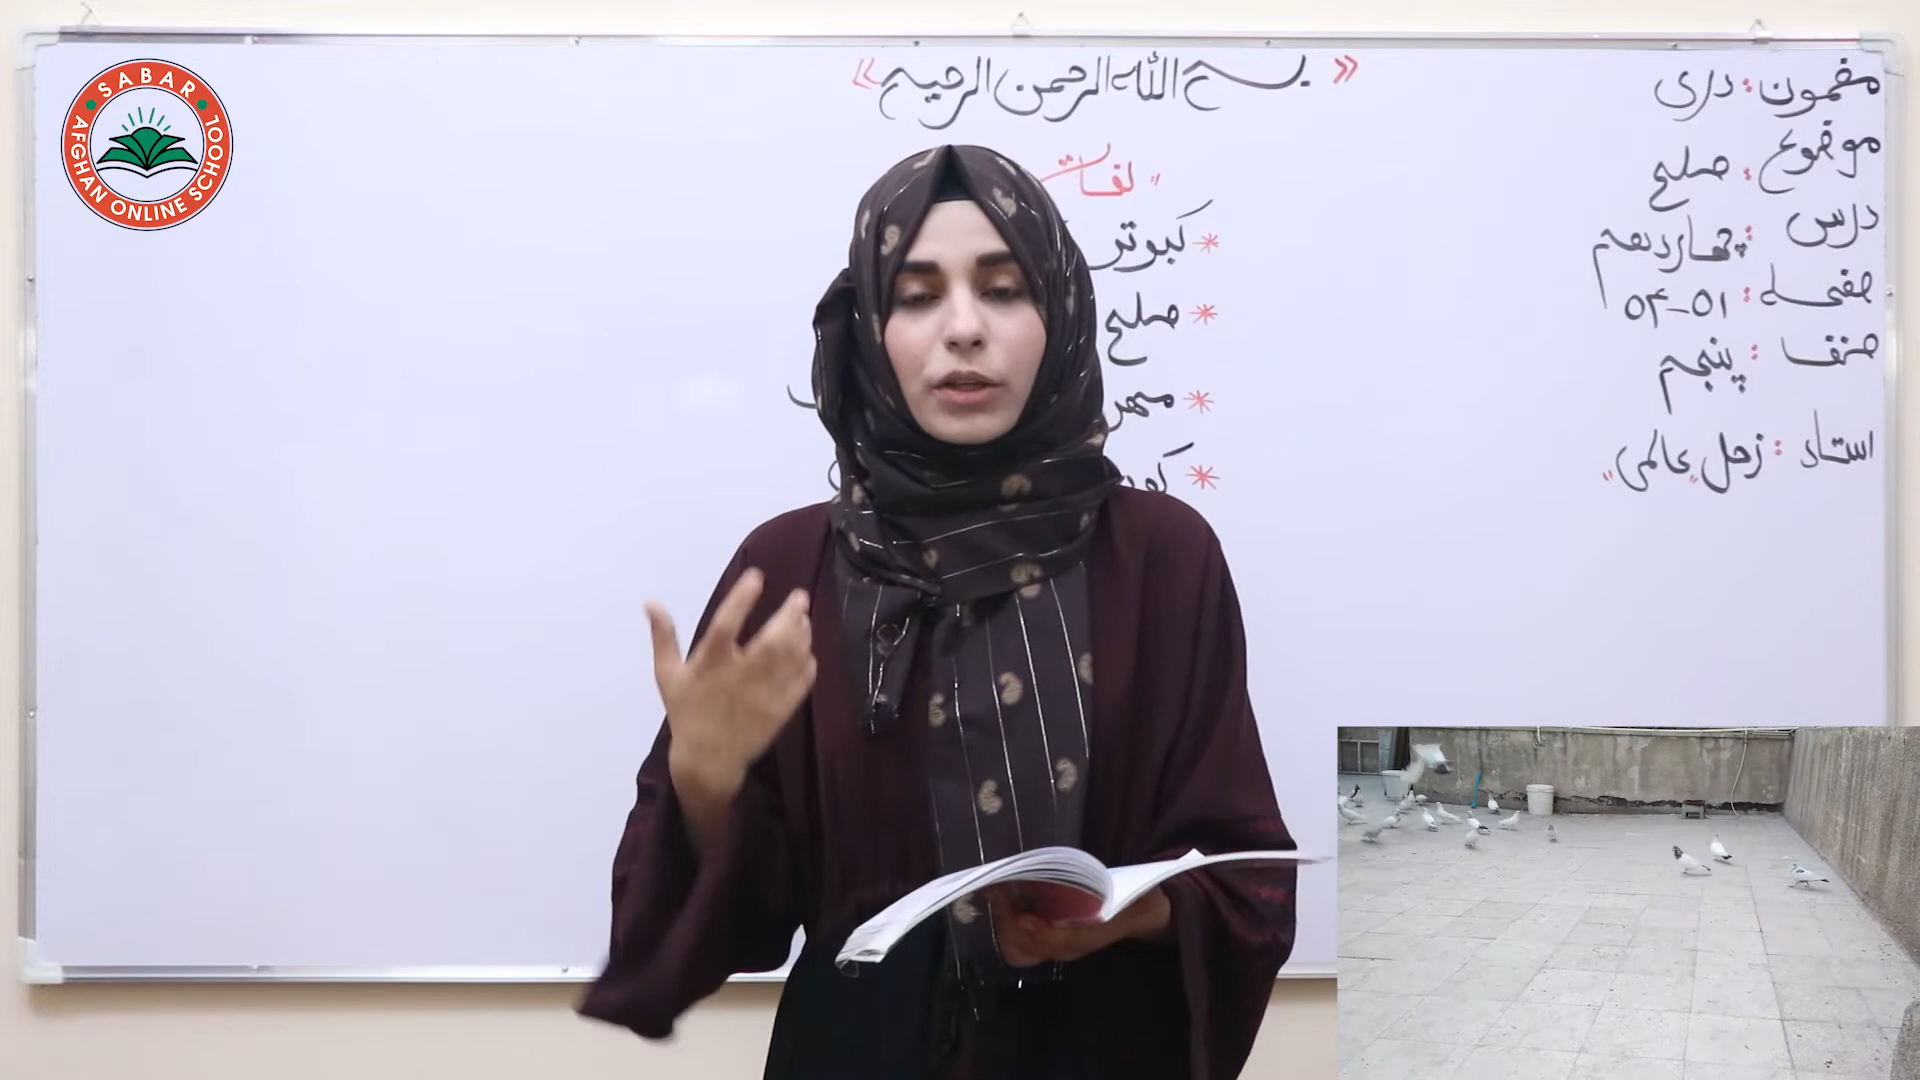 SABAR
AFGHAN ONLINE SCHOOL
« بسم الله الرحمن الرحیم »
مضمون : دری
موضوع : صلح
درس : چهاردهم
صفحه : ۵۱-۵۴
صنف : پنجم
استاد : زحل "عالمی"
"لغات
* کبوتر
* صلح
*
*